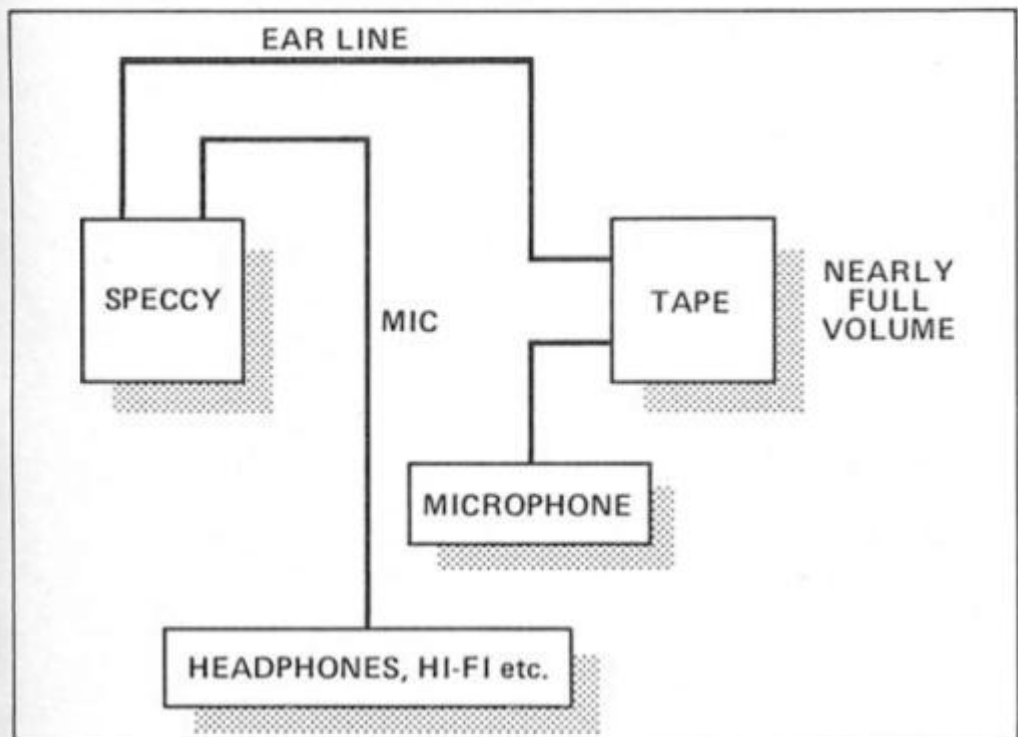 EAR LINE
SPECCY
MIC
TAPE
NEARLY
FULL
VOLUME
MICROPHONE
HEADPHONES, HI-FI etc.